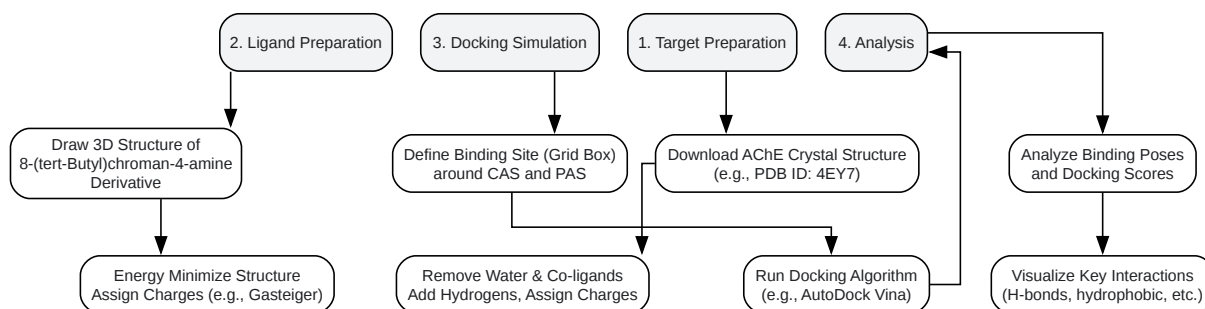 2. Ligand Preparation
3. Docking Simulation
1. Target Preparation
4. Analysis
Draw 3D Structure of
8-(tert-Butyl)chroman-4-amine
Derivative
Define Binding Site (Grid Box)
around CAS and PAS
Download AChE Crystal Structure
(e.g., PDB ID: 4EY7)
Analyze Binding Poses
and Docking Scores
Energy Minimize Structure
Assign Charges (e.g., Gasteiger)
Remove Water & Co-ligands
Add Hydrogens, Assign Charges
Run Docking Algorithm
(e.g., AutoDock Vina)
Visualize Key Interactions
(H-bonds, hydrophobic, etc.)